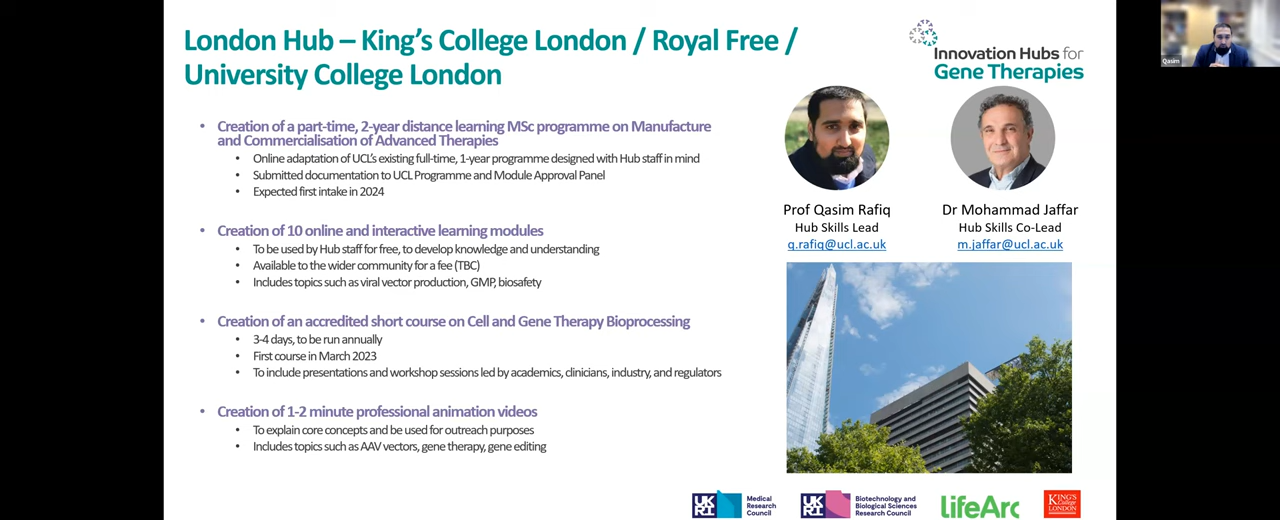 London Hub – King's College London / Royal Free /
University College London
Innovation Hubs for
Gene Therapies
Qasim
• Creation of a part-time, 2-year distance learning MSc programme on Manufacture
and Commercialisation of Advanced Therapies
• Online adaptation of UCL's existing full-time, 1-year programme designed with Hub staff in mind
• Submitted documentation to UCL Programme and Module Approval Panel
• Expected first intake in 2024
• Creation of 10 online and interactive learning modules
• To be used by Hub staff for free, to develop knowledge and understanding
• Available to the wider community for a fee (TBC)
• Includes topics such as viral vector production, GMP, biosafety
• Creation of an accredited short course on Cell and Gene Therapy Bioprocessing
• 3-4 days, to be run annually
• First course in March 2023
• To include presentations and workshop sessions led by academics, clinicians, industry, and regulators
• Creation of 1-2 minute professional animation videos
• To explain core concepts and be used for outreach purposes
• Includes topics such as AAV vectors, gene therapy, gene editing
Prof Qasim Rafiq
Hub Skills Lead
q.rafiq@ucl.ac.uk
Dr Mohammad Jaffar
Hub Skills Co-Lead
m.jaffar@ucl.ac.uk
UKRI
Medical
Research
Council
UKRI
Biotechnology and
Biological Sciences
Research Council
lifeArc
KING'S
College
LONDON